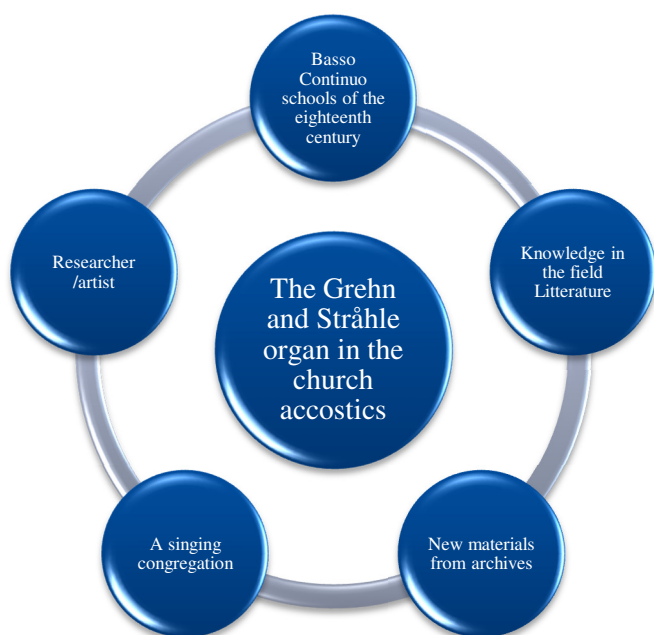 Basso
Continuo
schools of the
eighteenth
century
Researcher
/artist
Knowledge in
the field
Litterature
The Grehn
and Stråhle
organ in the
church
accostics
A singing
congregation
New materials
from archives